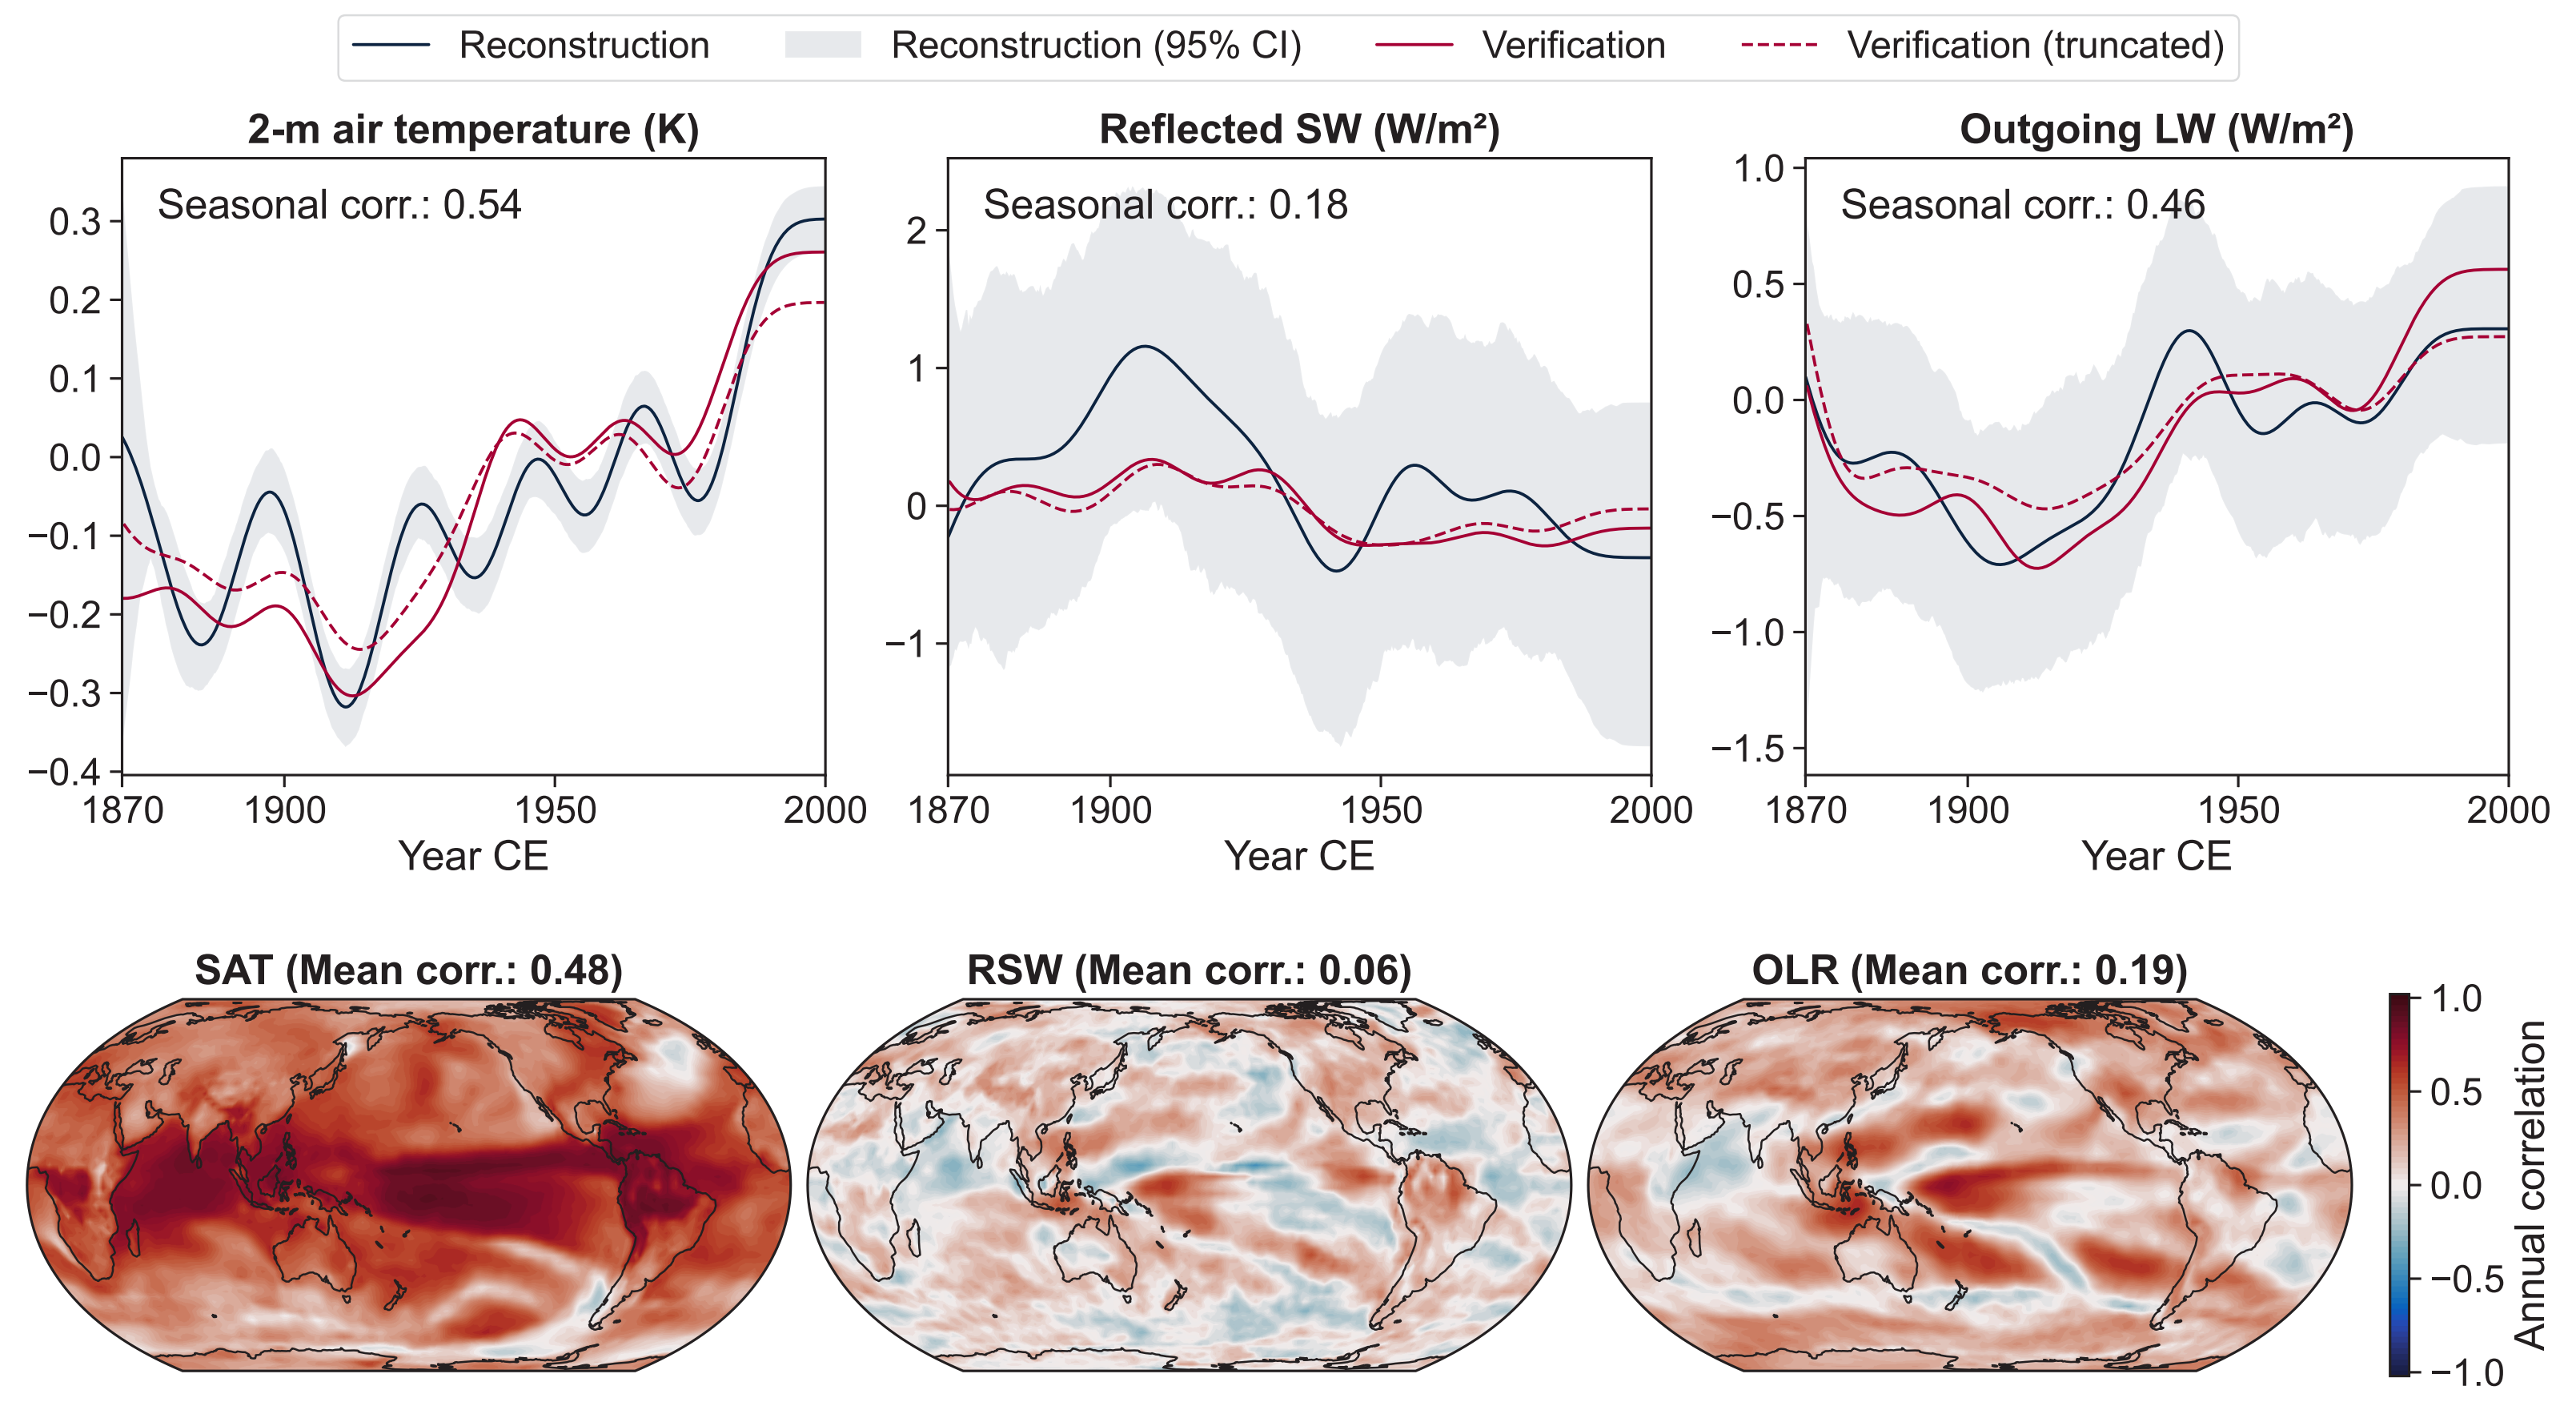 Reconstruction Reconstruction (95% CI) Verification Verification (truncated)
2-m air temperature (K)
Seasonal corr.: 0.54
0.3
0.2
0.1
0.0
−0.1
−0.2
−0.3
−0.4
1870 1900 1950 2000
Year CE
Reflected SW (W/m²)
Seasonal corr.: 0.18
2
1
0
−1
1870 1900 1950 2000
Year CE
Outgoing LW (W/m²)
Seasonal corr.: 0.46
1.0
0.5
0.0
−0.5
−1.0
−1.5
1870 1900 1950 2000
Year CE
SAT (Mean corr.: 0.48)
RSW (Mean corr.: 0.06)
OLR (Mean corr.: 0.19)
1.0
0.5
0.0
−0.5
−1.0
Annual correlation